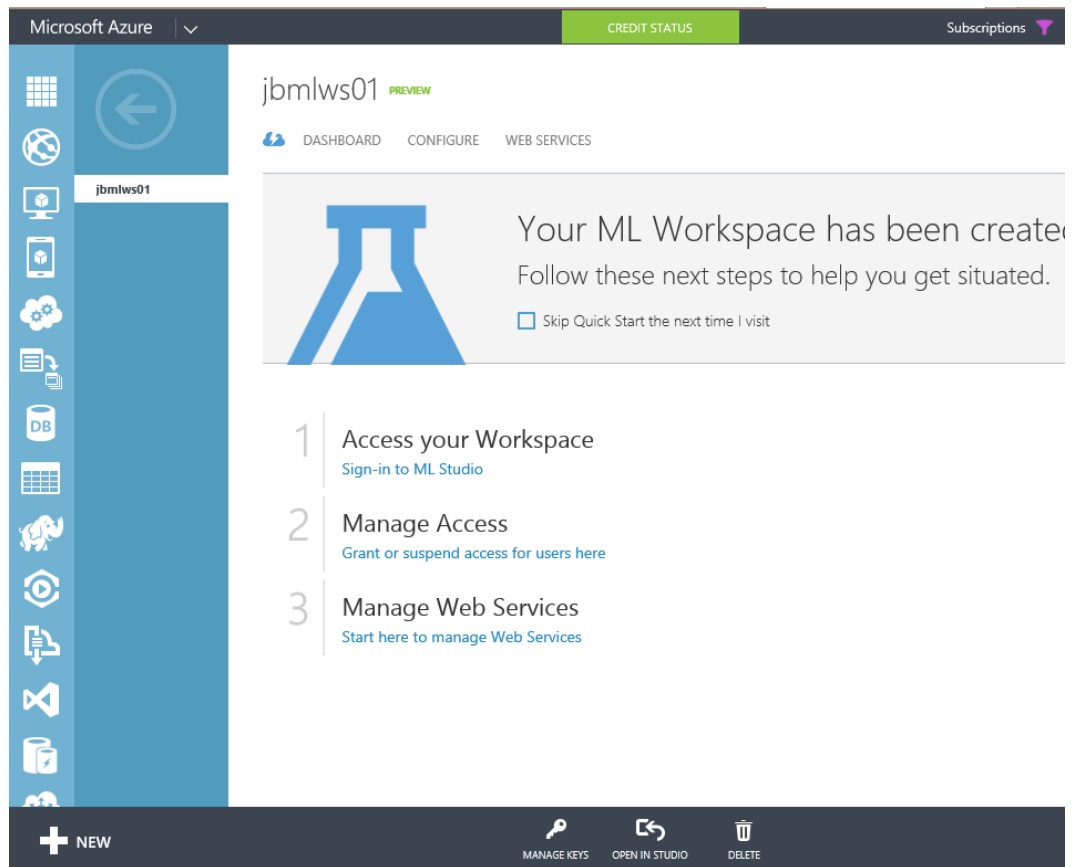 Microsoft Azure
CREDIT STATUS
Subscriptions
jbmlws01 PREVIEW
DASHBOARD CONFIGURE WEB SERVICES
jbmlws01
Your ML Workspace has been create
Follow these next steps to help you get situated.
Skip Quick Start the next time I visit
1 Access your Workspace
Sign-in to ML Studio
2 Manage Access
Grant or suspend access for users here
3 Manage Web Services
Start here to manage Web Services
DB
NEW
MANAGE KEYS OPEN IN STUDIO DELETE